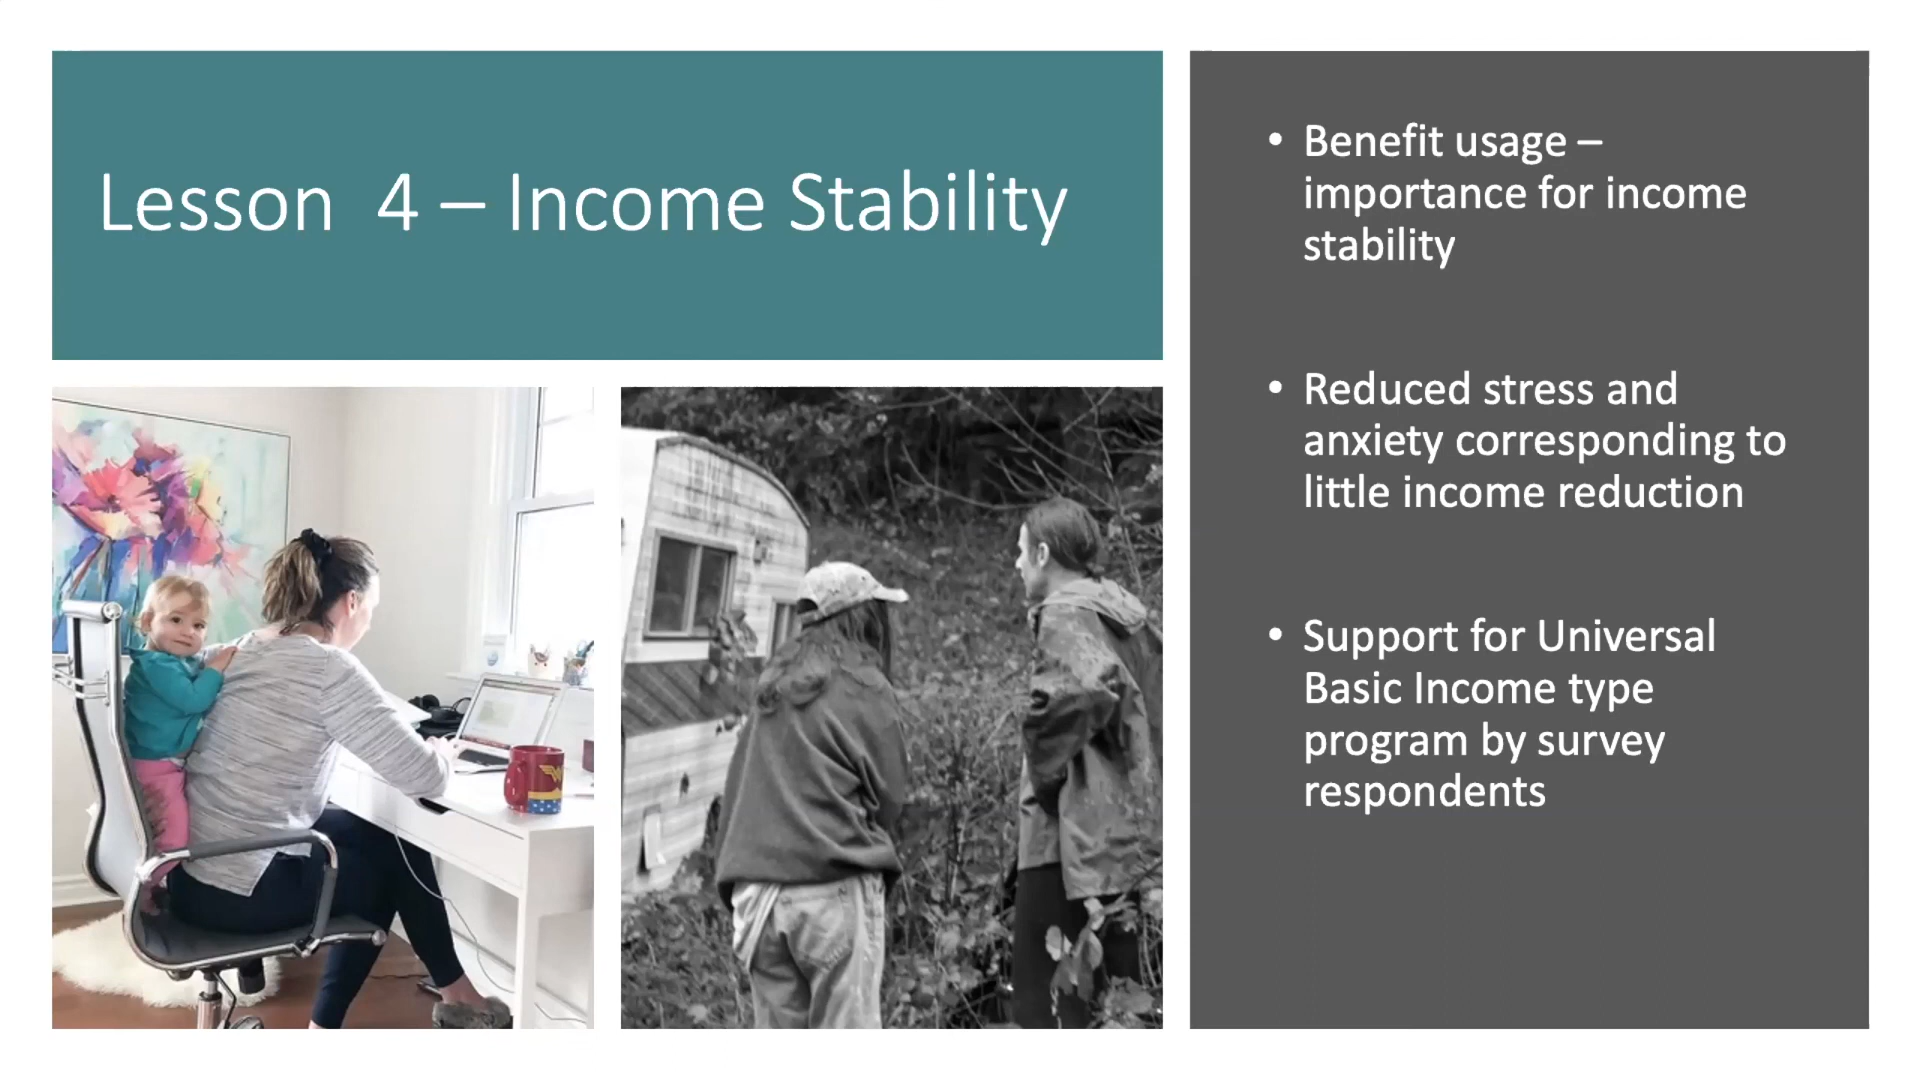 Lesson  4 – Income Stability
• Benefit usage –
importance for income
stability
• Reduced stress and
anxiety corresponding to
little income reduction
• Support for Universal
Basic Income type
program by survey
respondents